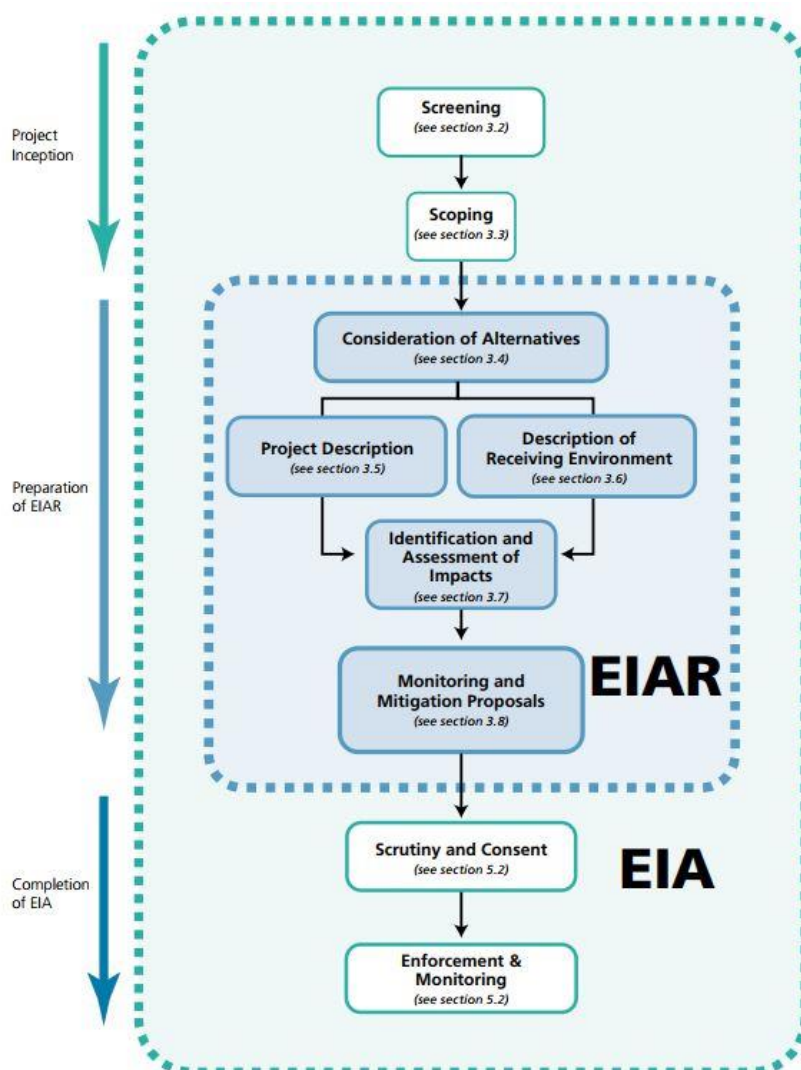 Screening
(see section 3.2)
Project
Inception
Scoping
(see section 3.3)
Consideration of Alternatives
(see section 3.4)
Project Description
(see section 3.5)
Description of
Receiving Environment
(see section 3.6)
Preparation
of EIAR
Identification and
Assessment of
Impacts
(see section 3.7)
Monitoring and
Mitigation Proposals
(see section 3.8)
EIAR
Scrutiny and Consent
(see section 5.2)
EIA
Completion
of EIA
Enforcement &
Monitoring
(see section 5.2)